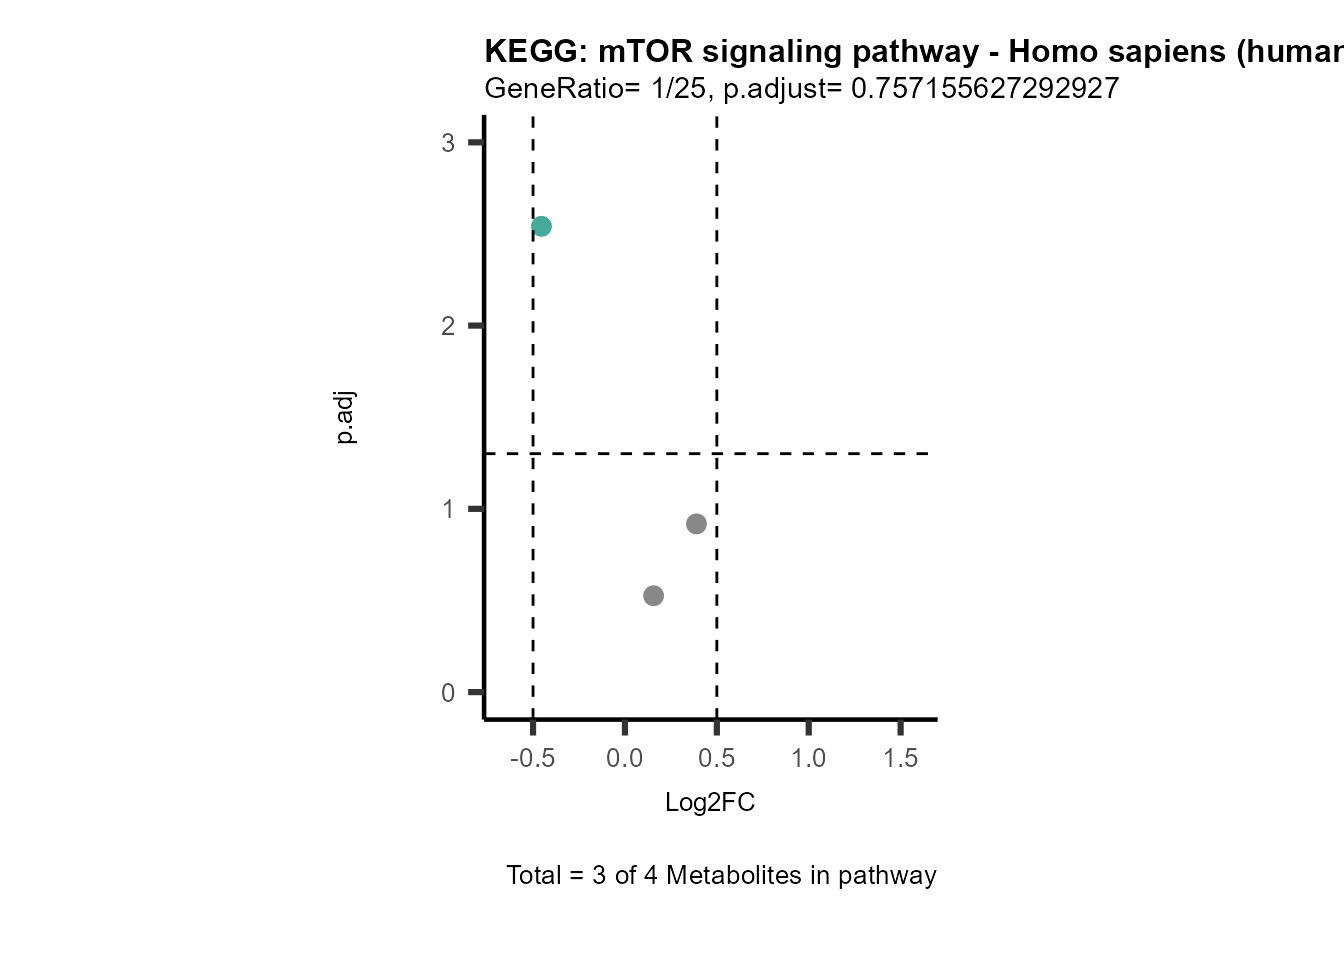 KEGG: mTOR signaling pathway - Homo sapiens (human
GeneRatio= 1/25, p.adjust= 0.757155627292927
3
2
p.adj
1
0
-0.5 0.0 0.5 1.0 1.5
Log2FC
Total = 3 of 4 Metabolites in pathway